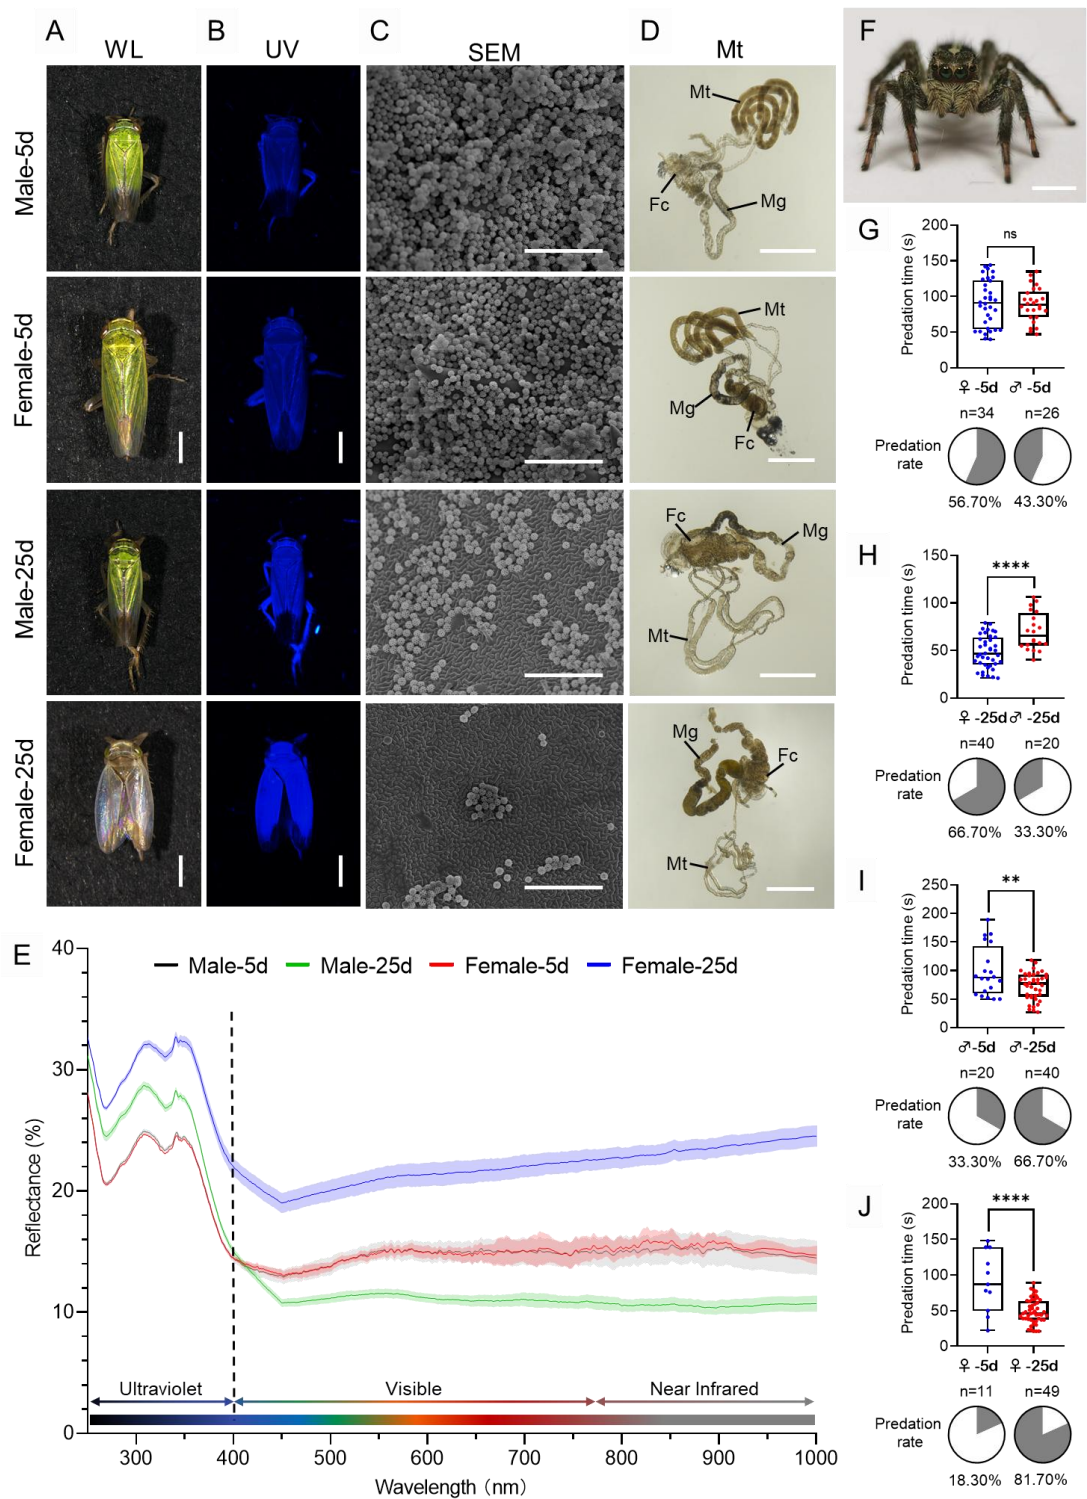 A
WL
B
UV
C
SEM
D
Mt
F
Male-5d
Mt
Fc
Mg
Female-5d
Mt
Mg
Fc
Male-25d
Fc
Mg
Mt
Female-25d
Mg
Fc
Mt
G
Predation time (s)
200
150
100
50
0
ns
♀-5d ♂-5d
n=34 n=26
Predation
rate
56.70% 43.30%
H
Predation time (s)
150
100
50
0
****
♀-25d ♂-25d
n=40 n=20
Predation
rate
66.70% 33.30%
I
Predation time (s)
250
200
150
100
50
0
**
♂-5d ♂-25d
n=20 n=40
Predation
rate
33.30% 66.70%
J
Predation time (s)
200
150
100
50
0
****
♀-5d ♀-25d
n=11 n=49
Predation
rate
18.30% 81.70%
E
Male-5d Male-25d Female-5d Female-25d
Reflectance (%)
40
30
20
10
0
Ultraviolet Visible Near Infrared
300 400 500 600 700 800 900 1000
Wavelength (nm)